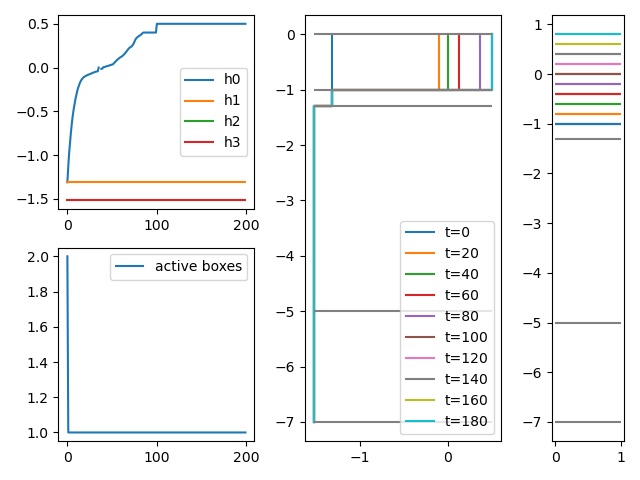 0.5
0.0
−0.5
−1.0
−1.5
0
100
200
h0
h1
h2
h3
2.0
1.8
1.6
1.4
1.2
1.0
0
100
200
active boxes
0
−1
−2
−3
−4
−5
−6
−7
−1
0
t=0
t=20
t=40
t=60
t=80
t=100
t=120
t=140
t=160
t=180
1
0
−1
−2
−3
−4
−5
−6
−7
0
1